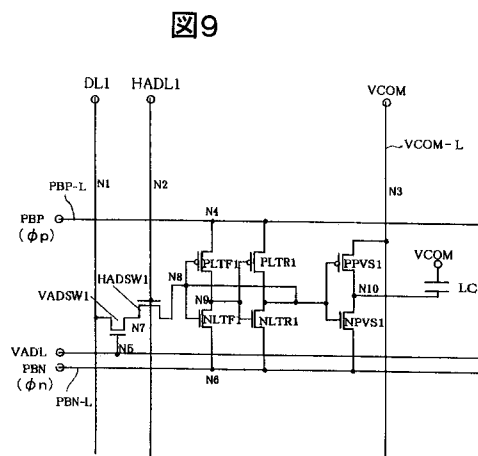 図9
DL1 HADL1 VCOM
VCOM-L
N1 N2 N3
PBP-L
PBP N4
(φp)
HADSW1 N8 PLTF1 PLTR1 PPVS1 VCOM
VADSW1 N9 N10 LC
N7 NLTF1 NLTR1 NPVS1
N5
VADL
PBN N6
(φn)
PBN-L